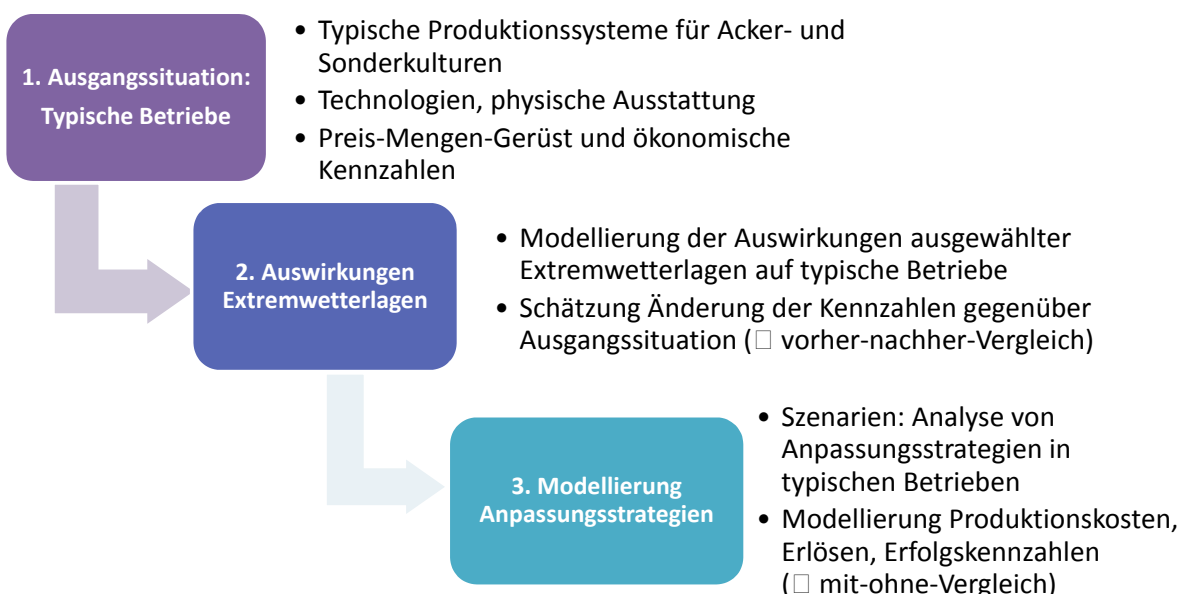 1. Ausgangssituation:
Typische Betriebe
• Typische Produktionssysteme für Acker- und
Sonderkulturen
• Technologien, physische Ausstattung
• Preis-Mengen-Gerüst und ökonomische
Kennzahlen
2. Auswirkungen
Extremwetterlagen
• Modellierung der Auswirkungen ausgewählter
Extremwetterlagen auf typische Betriebe
• Schätzung Änderung der Kennzahlen gegenüber
Ausgangssituation (□ vorher-nachher-Vergleich)
3. Modellierung
Anpassungsstrategien
• Szenarien: Analyse von
Anpassungsstrategien in
typischen Betrieben
• Modellierung Produktionskosten,
Erlösen, Erfolgskennzahlen
(□ mit-ohne-Vergleich)